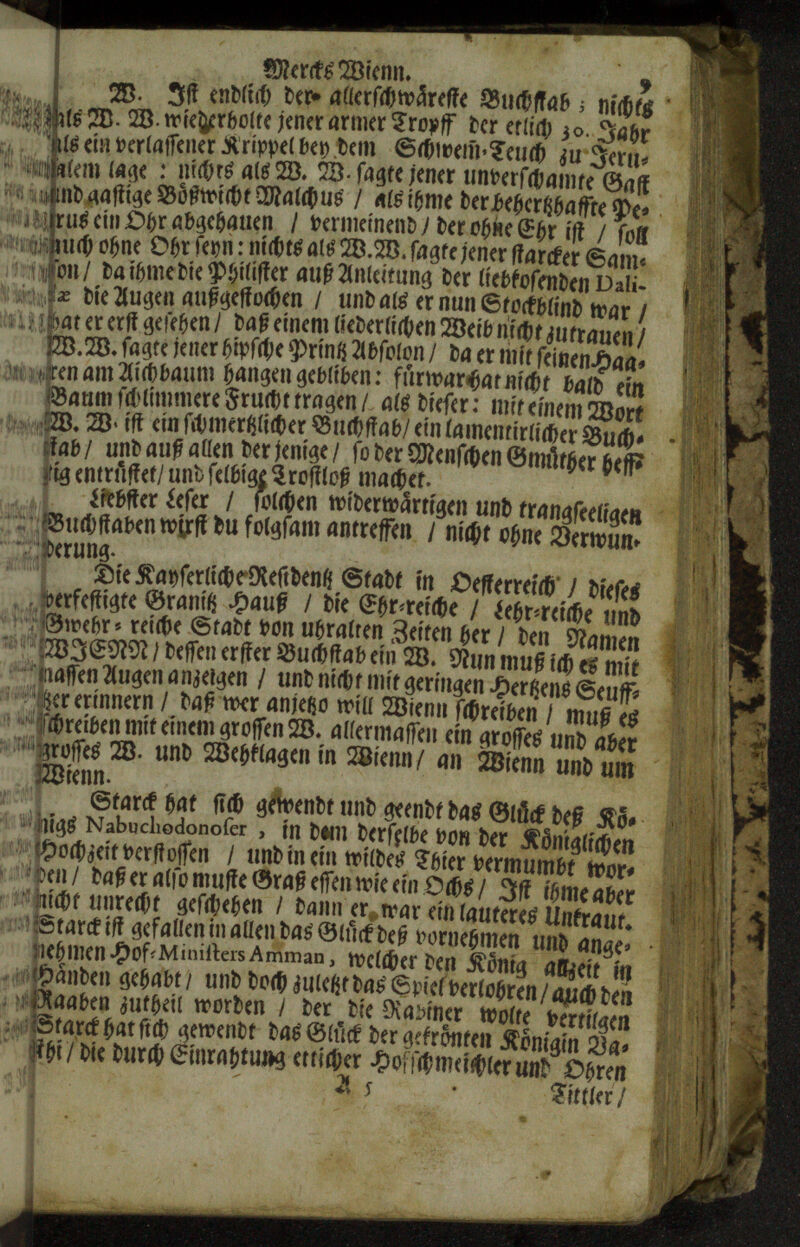 Mercks Wienn.
W. Ist endlich der allerschwäreste Buchstab; nichts
als W. W. wiederholte jener armer Tropff der etlich 30. Jahr
als ein verlassener Krippel bey dem Schwem-Teuch zu Jeru-
salem lage : nichts als W. W. sagte jener unverschamte Gast
und gaastige Bößwicht Malchus / als ihme der behertzhaffte Pe-
trus ein Ohr abgehauen / vermeinend / der ohne Ehr ist / soll
auch ohne Ohr seyn: nichts als W.W. sagte jener starcker Sam-
son / da ihme die Philister auß Anleitung der liebkosenden Dali-
læ die Augen außgestochen / und als er nun Stockblind war /
hat er erst gesehen / daß einem liederlichen Weib nicht zutrauen /
W.W. sagte jener hipsche Printz Absolon / da er mit seinen Haa-
ren am Aichbaum hangen gebliben: fürwar hat nicht bald ein
Baum schlimmere Frucht tragen / als dieser: mit einem Wort
W. W. ist ein schmertzlicher Buchstab / ein lamentirlicher Buch-
stab / und auß allen der jenige / so der Menschen Gmüther heff-
tig entrüstet / und selbige Trostloß machet.
Liebster Leser / solchen widerwärtigen und trangseeligen
Buchstaben wirst du folgsam antreffen / nicht ohne Verwun-
derung.
Die Kayserliche Residentz Stadt in Oesterreich / dieses
verfestigte Granitz Hauß / die Ehr-reiche / Lehr-reiche und
Gwehr-reiche Stadt von uhralten Zeiten her / den Namen
WIENN / dessen erster Buchstab ein W. Nun muß ich es mit
nassen Augen anzeigen / und nicht mit geringen Hertzens Seuff-
tzer erinnern / daß wer anjetzo will Wienn schreiben / muß es
schreiben mit einem grossen W. allermassen ein grosses und aber
grosses W. und Wehklagen in Wienn / an Wienn und um
Wienn.
Starck hat sich gewendt und geendt das Glück deß Kö-
nigs Nabuchodonoser , in dem derselbe von der Königlichen
Hochzeit verstossen / und in ein wildes Thier vermumbt wor-
den / daß er also muste Graß essen wie ein Ochs / Ist ihme aber
nicht unrecht geschehen / dann er war ein lauteres Unkraut.
Starck ist gefallen in allen das Glück deß vornehmen und ange-
nehmen Hof-Ministers Amman, welcher den König allzeit in
Händen gehabt / und doch zuletzt das Spiel verlohren / auch den
Raaben zutheil worden / der die Rabiner wolte vertilgen
Starck hat sich gewendt das Glück der gekrönten Königin Va-
sthi / die durch Einrahtung etticher Hoffschmeichler und Ohren
A 5 Tittler /